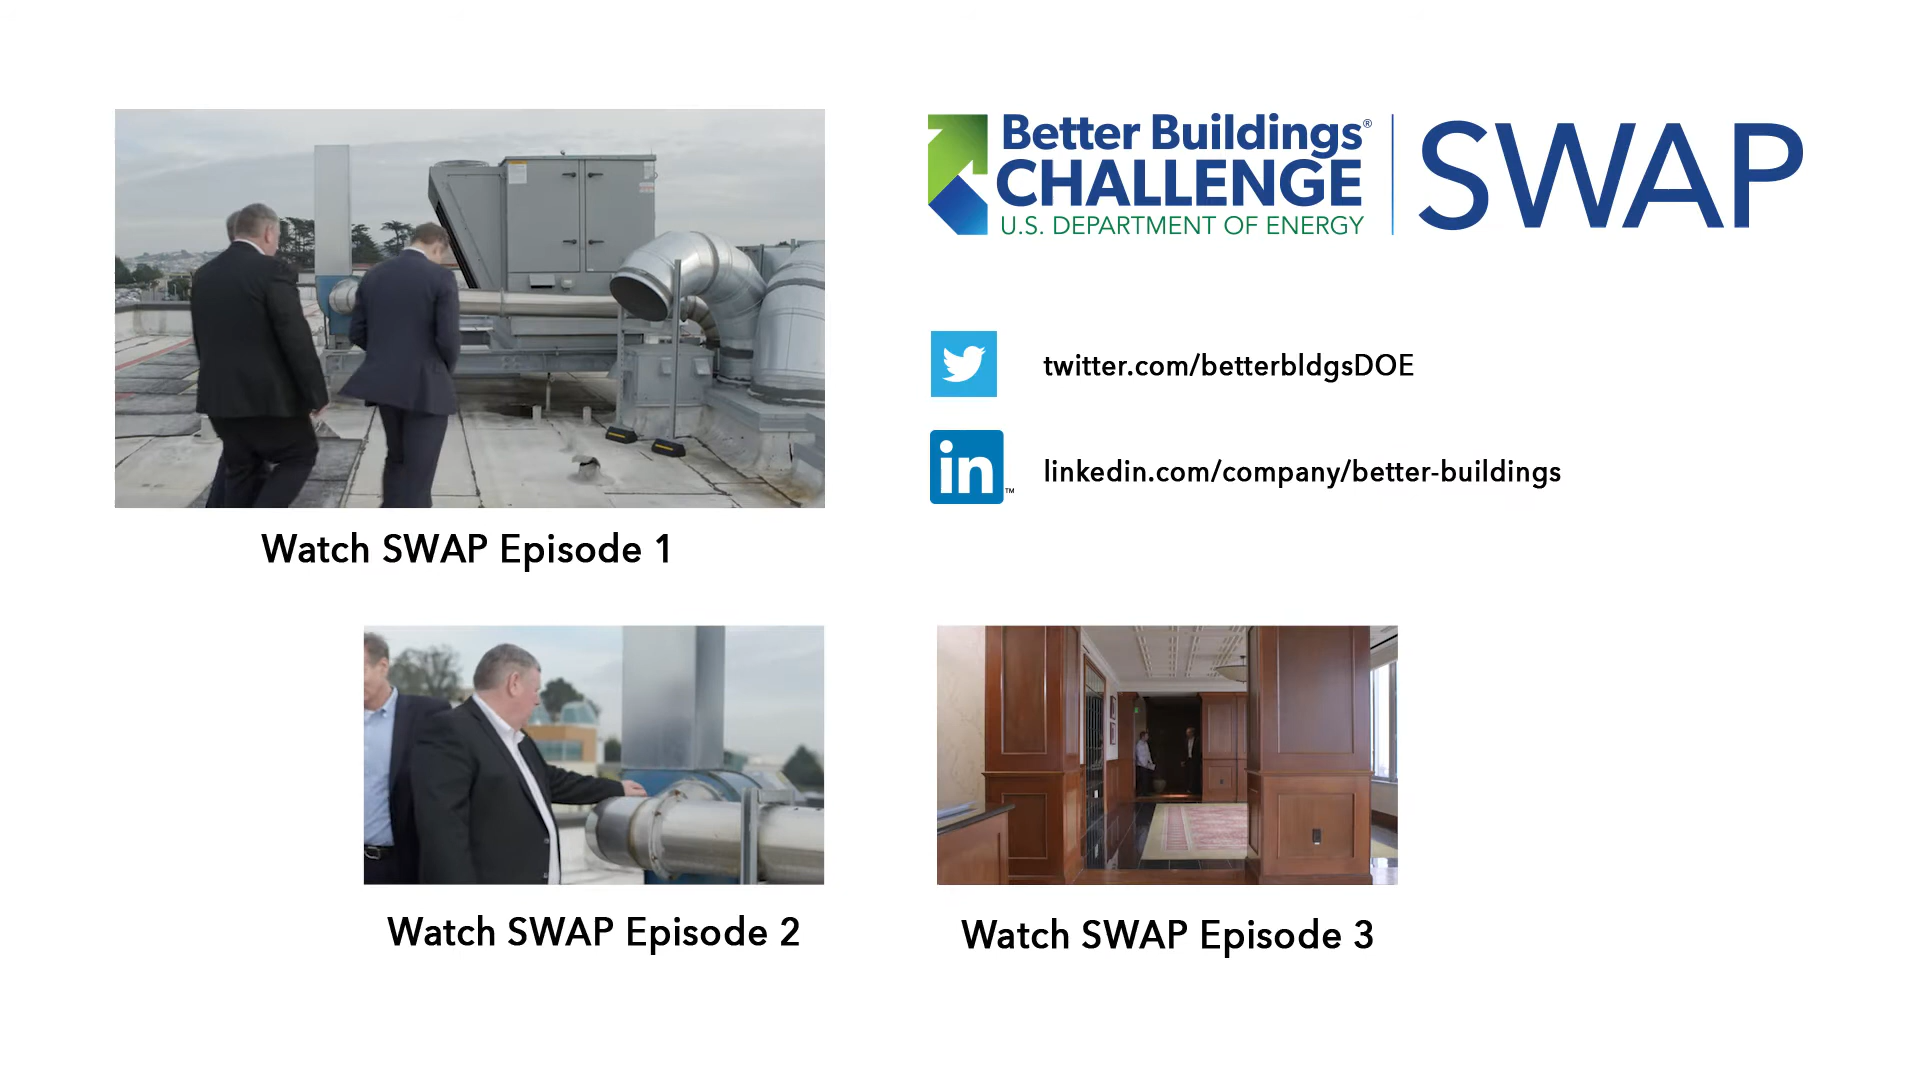 Better Buildings®
CHALLENGE
U.S. DEPARTMENT OF ENERGY
SWAP
twitter.com/betterbldgsDOE
in™
linkedin.com/company/better-buildings
Watch SWAP Episode 1
Watch SWAP Episode 2
Watch SWAP Episode 3